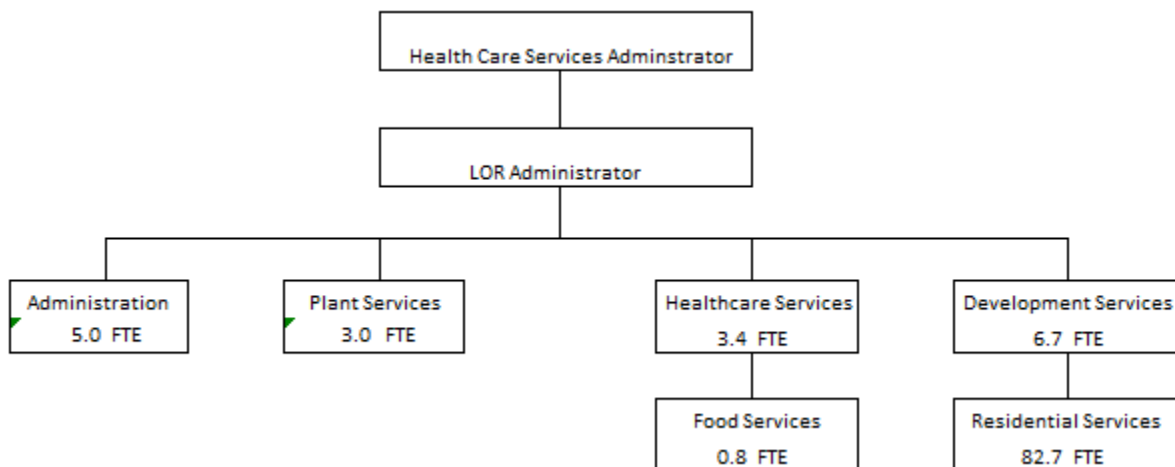 Health Care Services Adminstrator
LOR Administrator
Administration
5.0 FTE
Plant Services
3.0 FTE
Healthcare Services
3.4 FTE
Development Services
6.7 FTE
Food Services
0.8 FTE
Residential Services
82.7 FTE